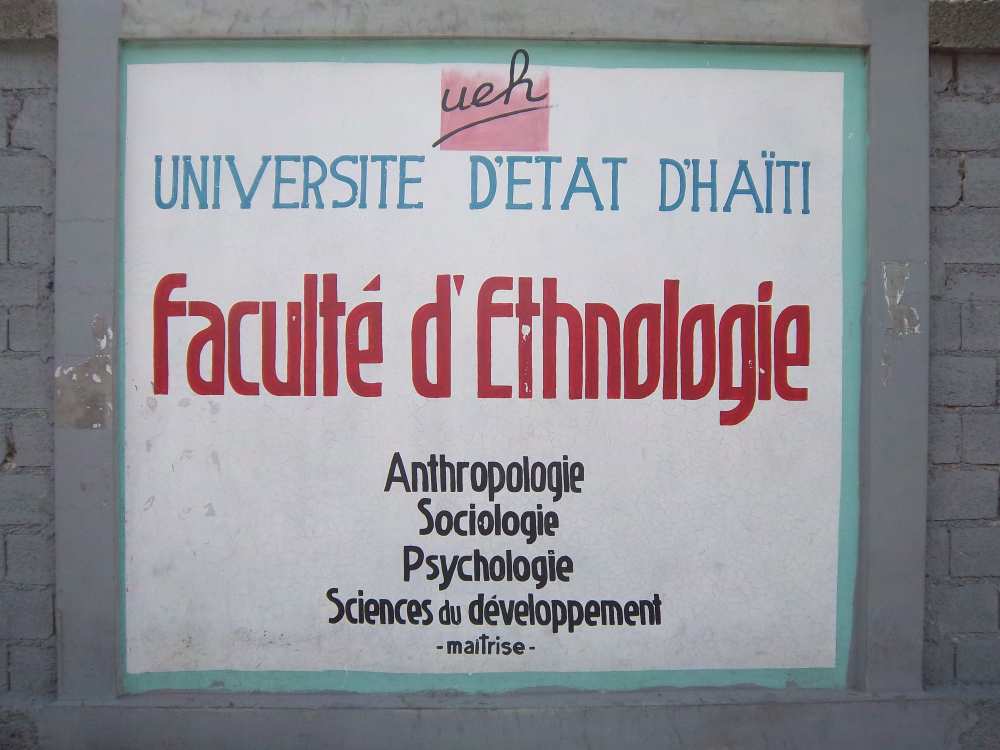 ueh
UNIVERSITE D'ETAT D'HAÏTI
faculté d'Ethnologie
Anthropologie
Sociologie
Psychologie
Sciences du développement
- maîtrise -